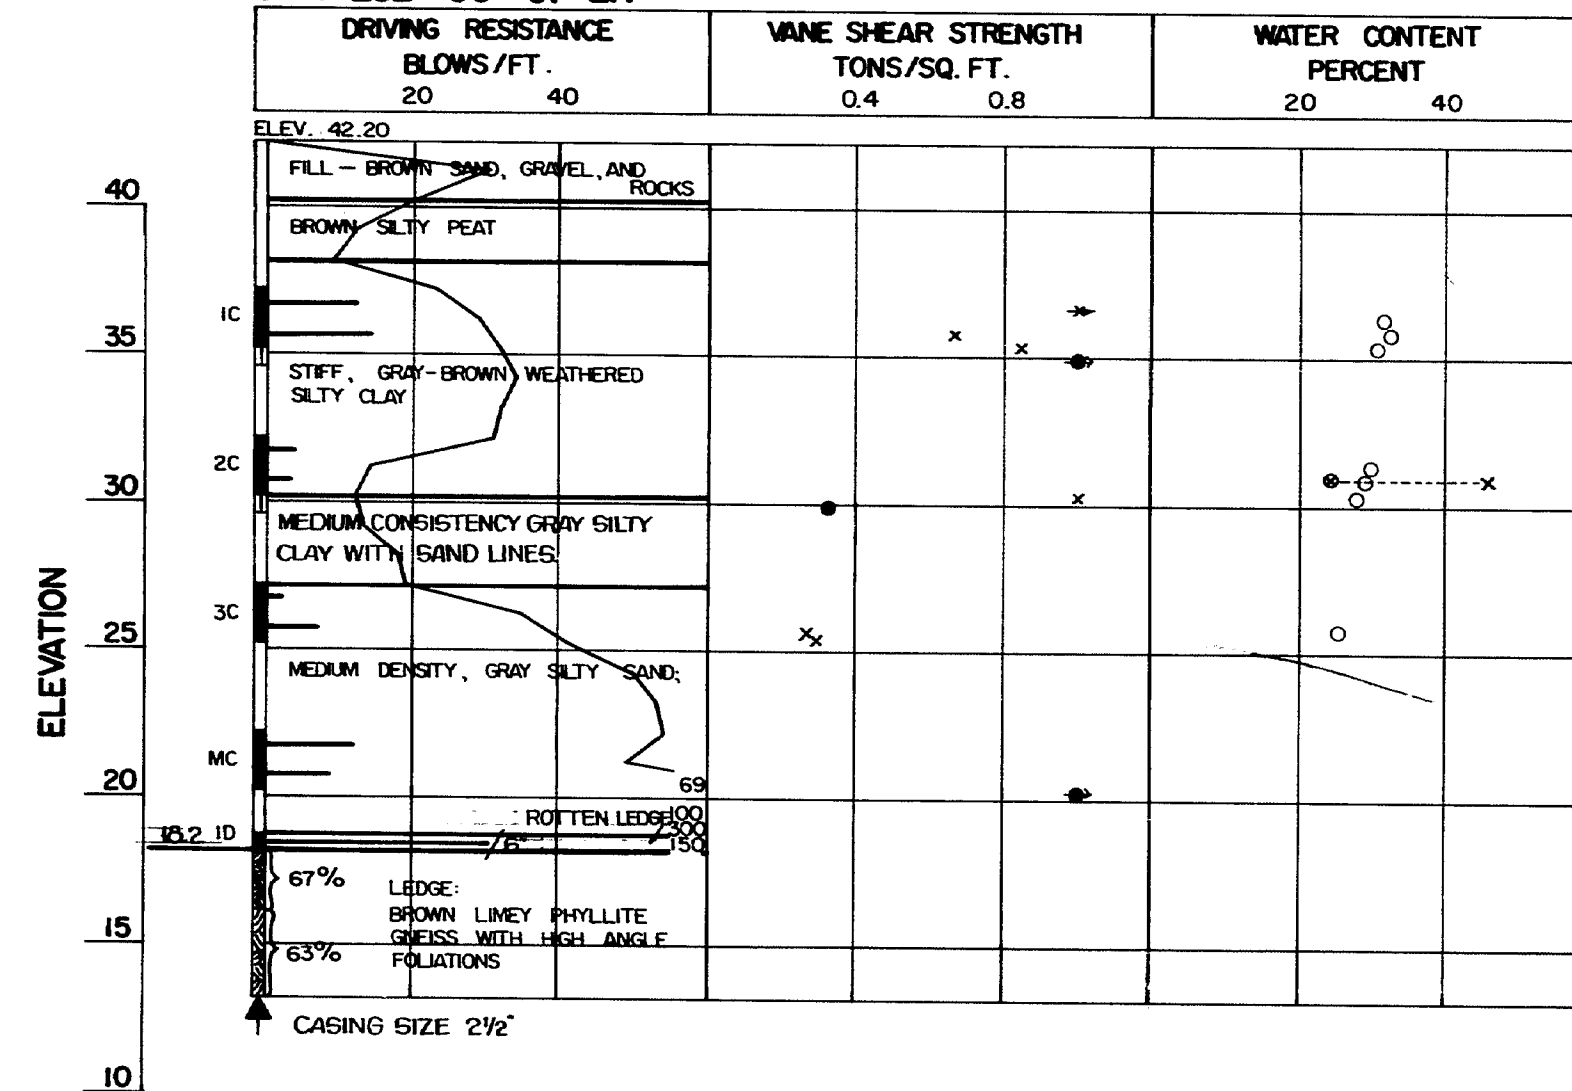 DRIVING RESISTANCE
BLOWS/FT.
20 40
VANE SHEAR STRENGTH
TONS/SQ. FT.
0.4 0.8
WATER CONTENT
PERCENT
20 40
ELEV. 42.20
FILL — BROWN SAND, GRAVEL, AND
ROCKS
40
BROWN SILTY PEAT
1C
35
STIFF, GRAY-BROWN WEATHERED
SILTY CLAY
2C
30
MEDIUM CONSISTENCY GRAY SILTY
CLAY WITH SAND LINES.
ELEVATION
3C
25
MEDIUM DENSITY, GRAY SILTY SAND;
MC
20
69
ROTTEN LEDGE 100
300
18.2 1D
6" 150
67%
LEDGE:
BROWN LIMEY PHYLLITE
15
GNEISS WITH HIGH ANGLE
63%
FOLIATIONS
CASING SIZE 2½"
10